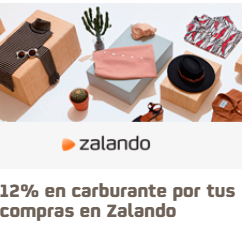 zalando
12% en carburante por tus
compras en Zalando